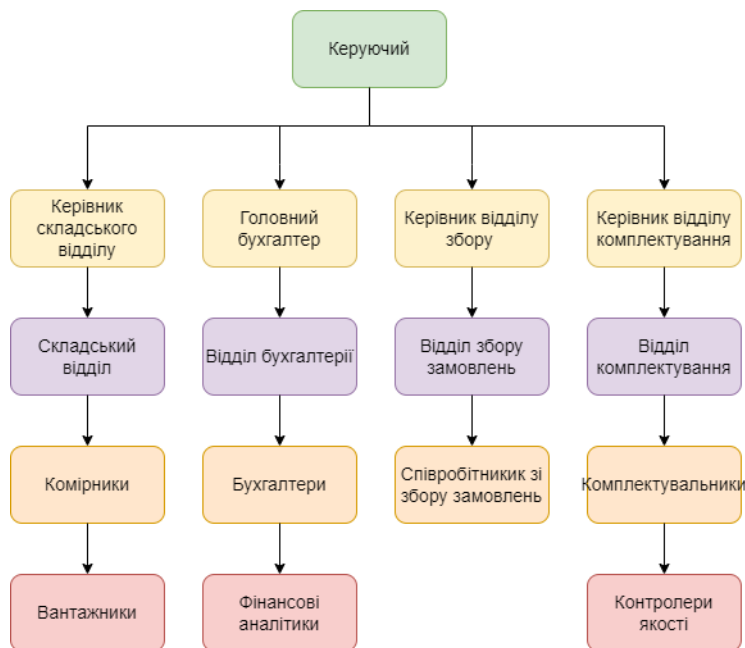 Керуючий
Керівник
складського
відділу
Головний
бухгалтер
Керівник відділу
збору
Керівник відділу
комплектування
Складський
відділ
Відділ бухгалтерії
Відділ збору
замовлень
Відділ
комплектування
Комірники
Бухгалтери
Співробітникик зі
збору замовлень
Комплектувальники
Вантажники
Фінансові
аналітики
Контролери
якості